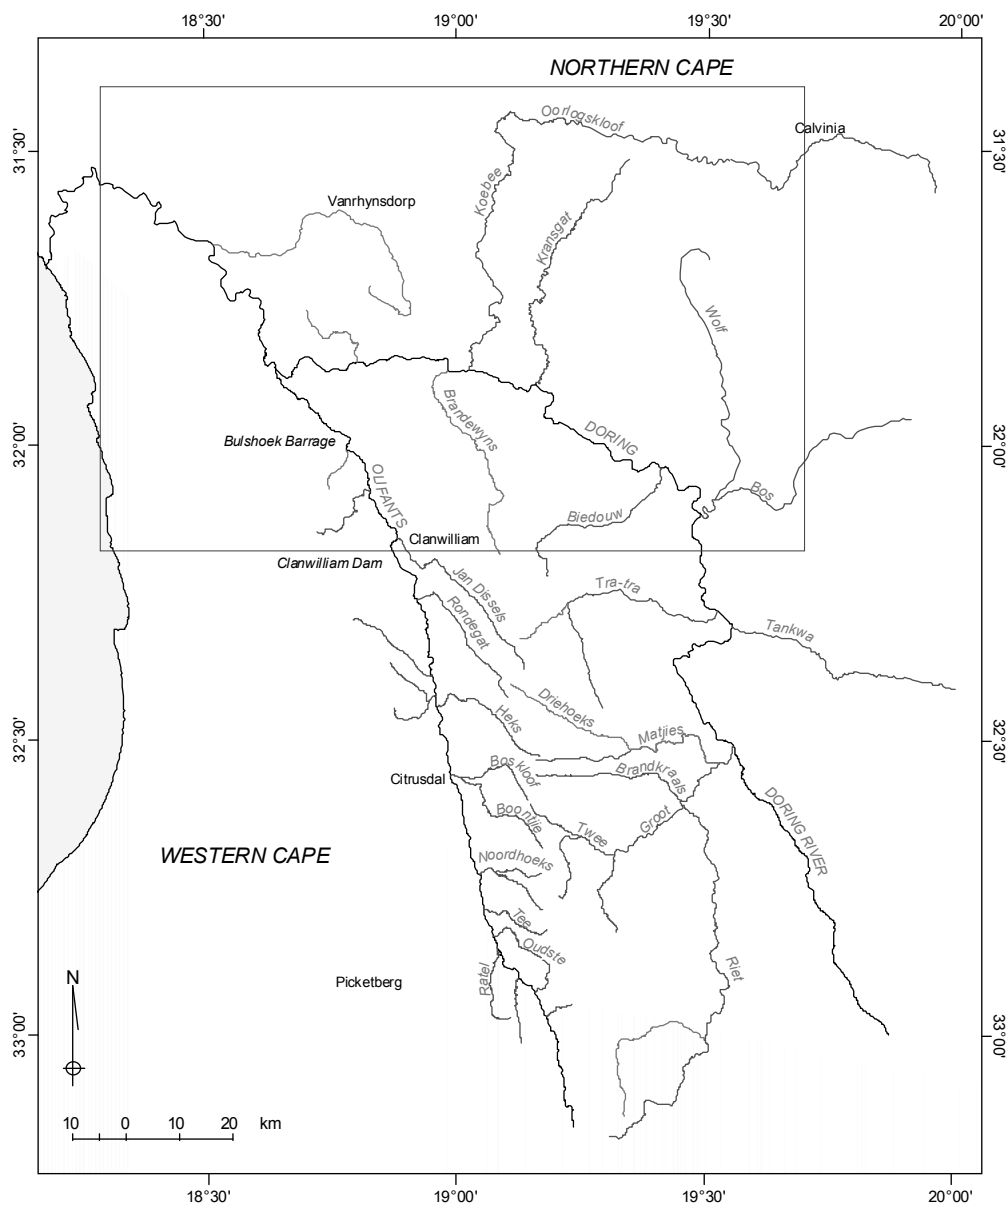 18°30' 19°00' 19°30' 20°00'
NORTHERN CAPE
Oorlogskloof
Calvinia
31°30' 31°30'
Koebee
Vanrhynsdorp
Kransgat
Wolf
Brandewyns
DORING
Bulshoek Barrage
32°00' 32°00'
OLIFANTS
Bos
Biedouw
Clanwilliam
Clanwilliam Dam
Jan Dissels
Tra-tra
Rondegat
Tankwa
Driehoeks
Heks
Matjies
32°30' 32°30'
Boskloof
Brandkraals
Citrusdal
Boontjie
Twee
Groot
DORING RIVER
WESTERN CAPE
Noordhoeks
Tee
Oudste
Ratel
Riet
Picketberg
N
33°00' 33°00'
10 0 10 20 km
18°30' 19°00' 19°30' 20°00'